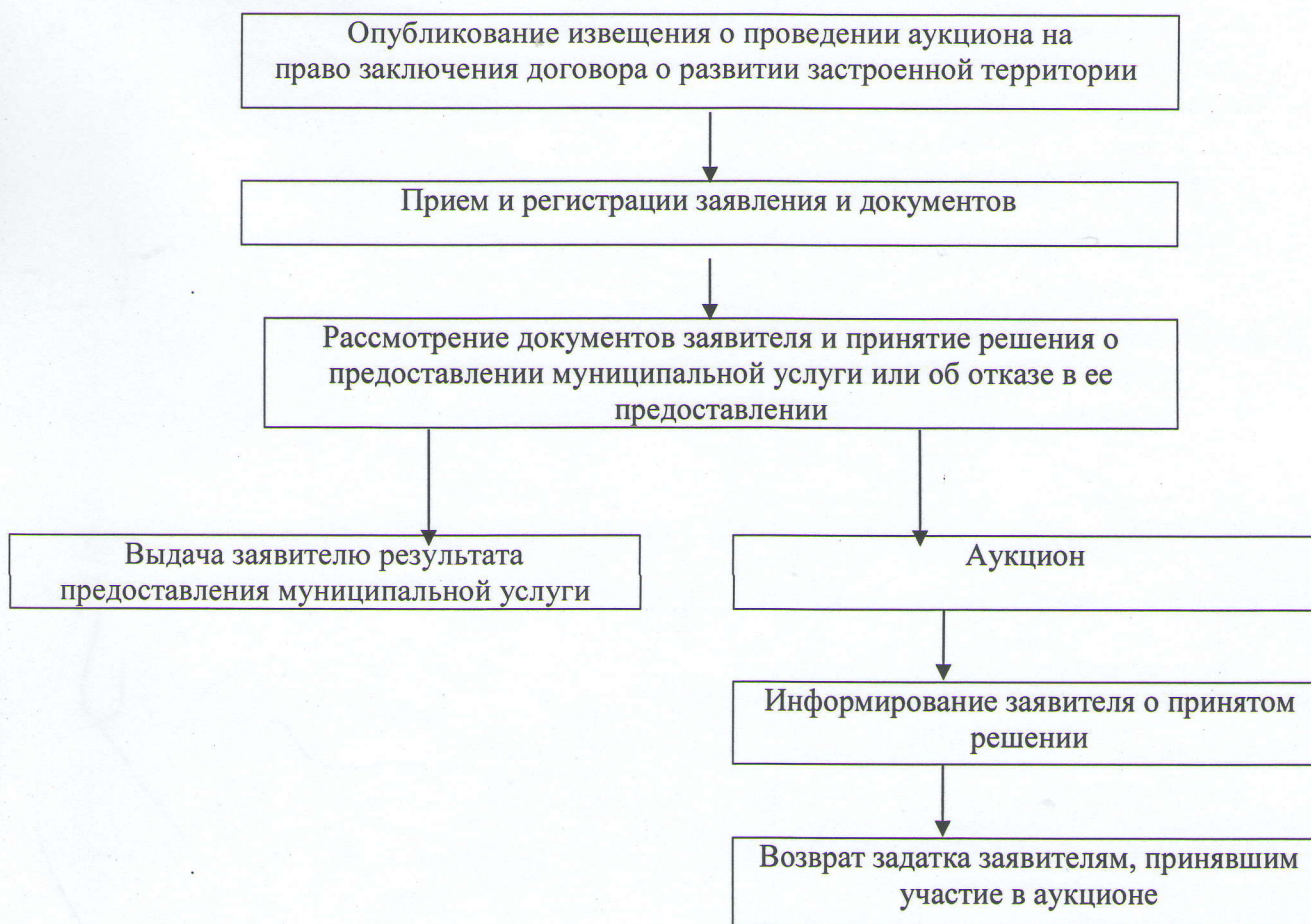 Опубликование извещения о проведении аукциона на
право заключения договора о развитии застроенной территории
Прием и регистрации заявления и документов
Рассмотрение документов заявителя и принятие решения о
предоставлении муниципальной услуги или об отказе в ее
предоставлении
Выдача заявителю результата
предоставления муниципальной услуги
Аукцион
Информирование заявителя о принятом
решении
Возврат задатка заявителям, принявшим
участие в аукционе